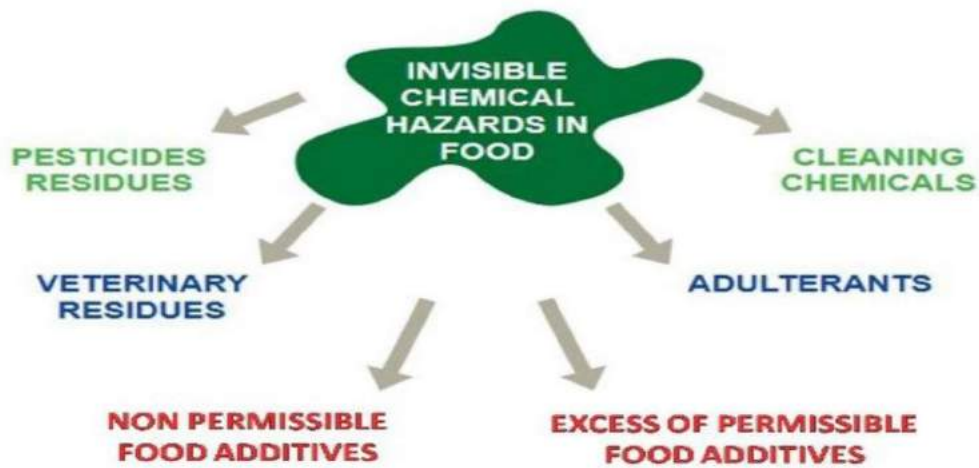 INVISIBLE
CHEMICAL
HAZARDS IN
FOOD
PESTICIDES
RESIDUES
CLEANING
CHEMICALS
VETERINARY
RESIDUES
ADULTERANTS
NON PERMISSIBLE
FOOD ADDITIVES
EXCESS OF PERMISSIBLE
FOOD ADDITIVES